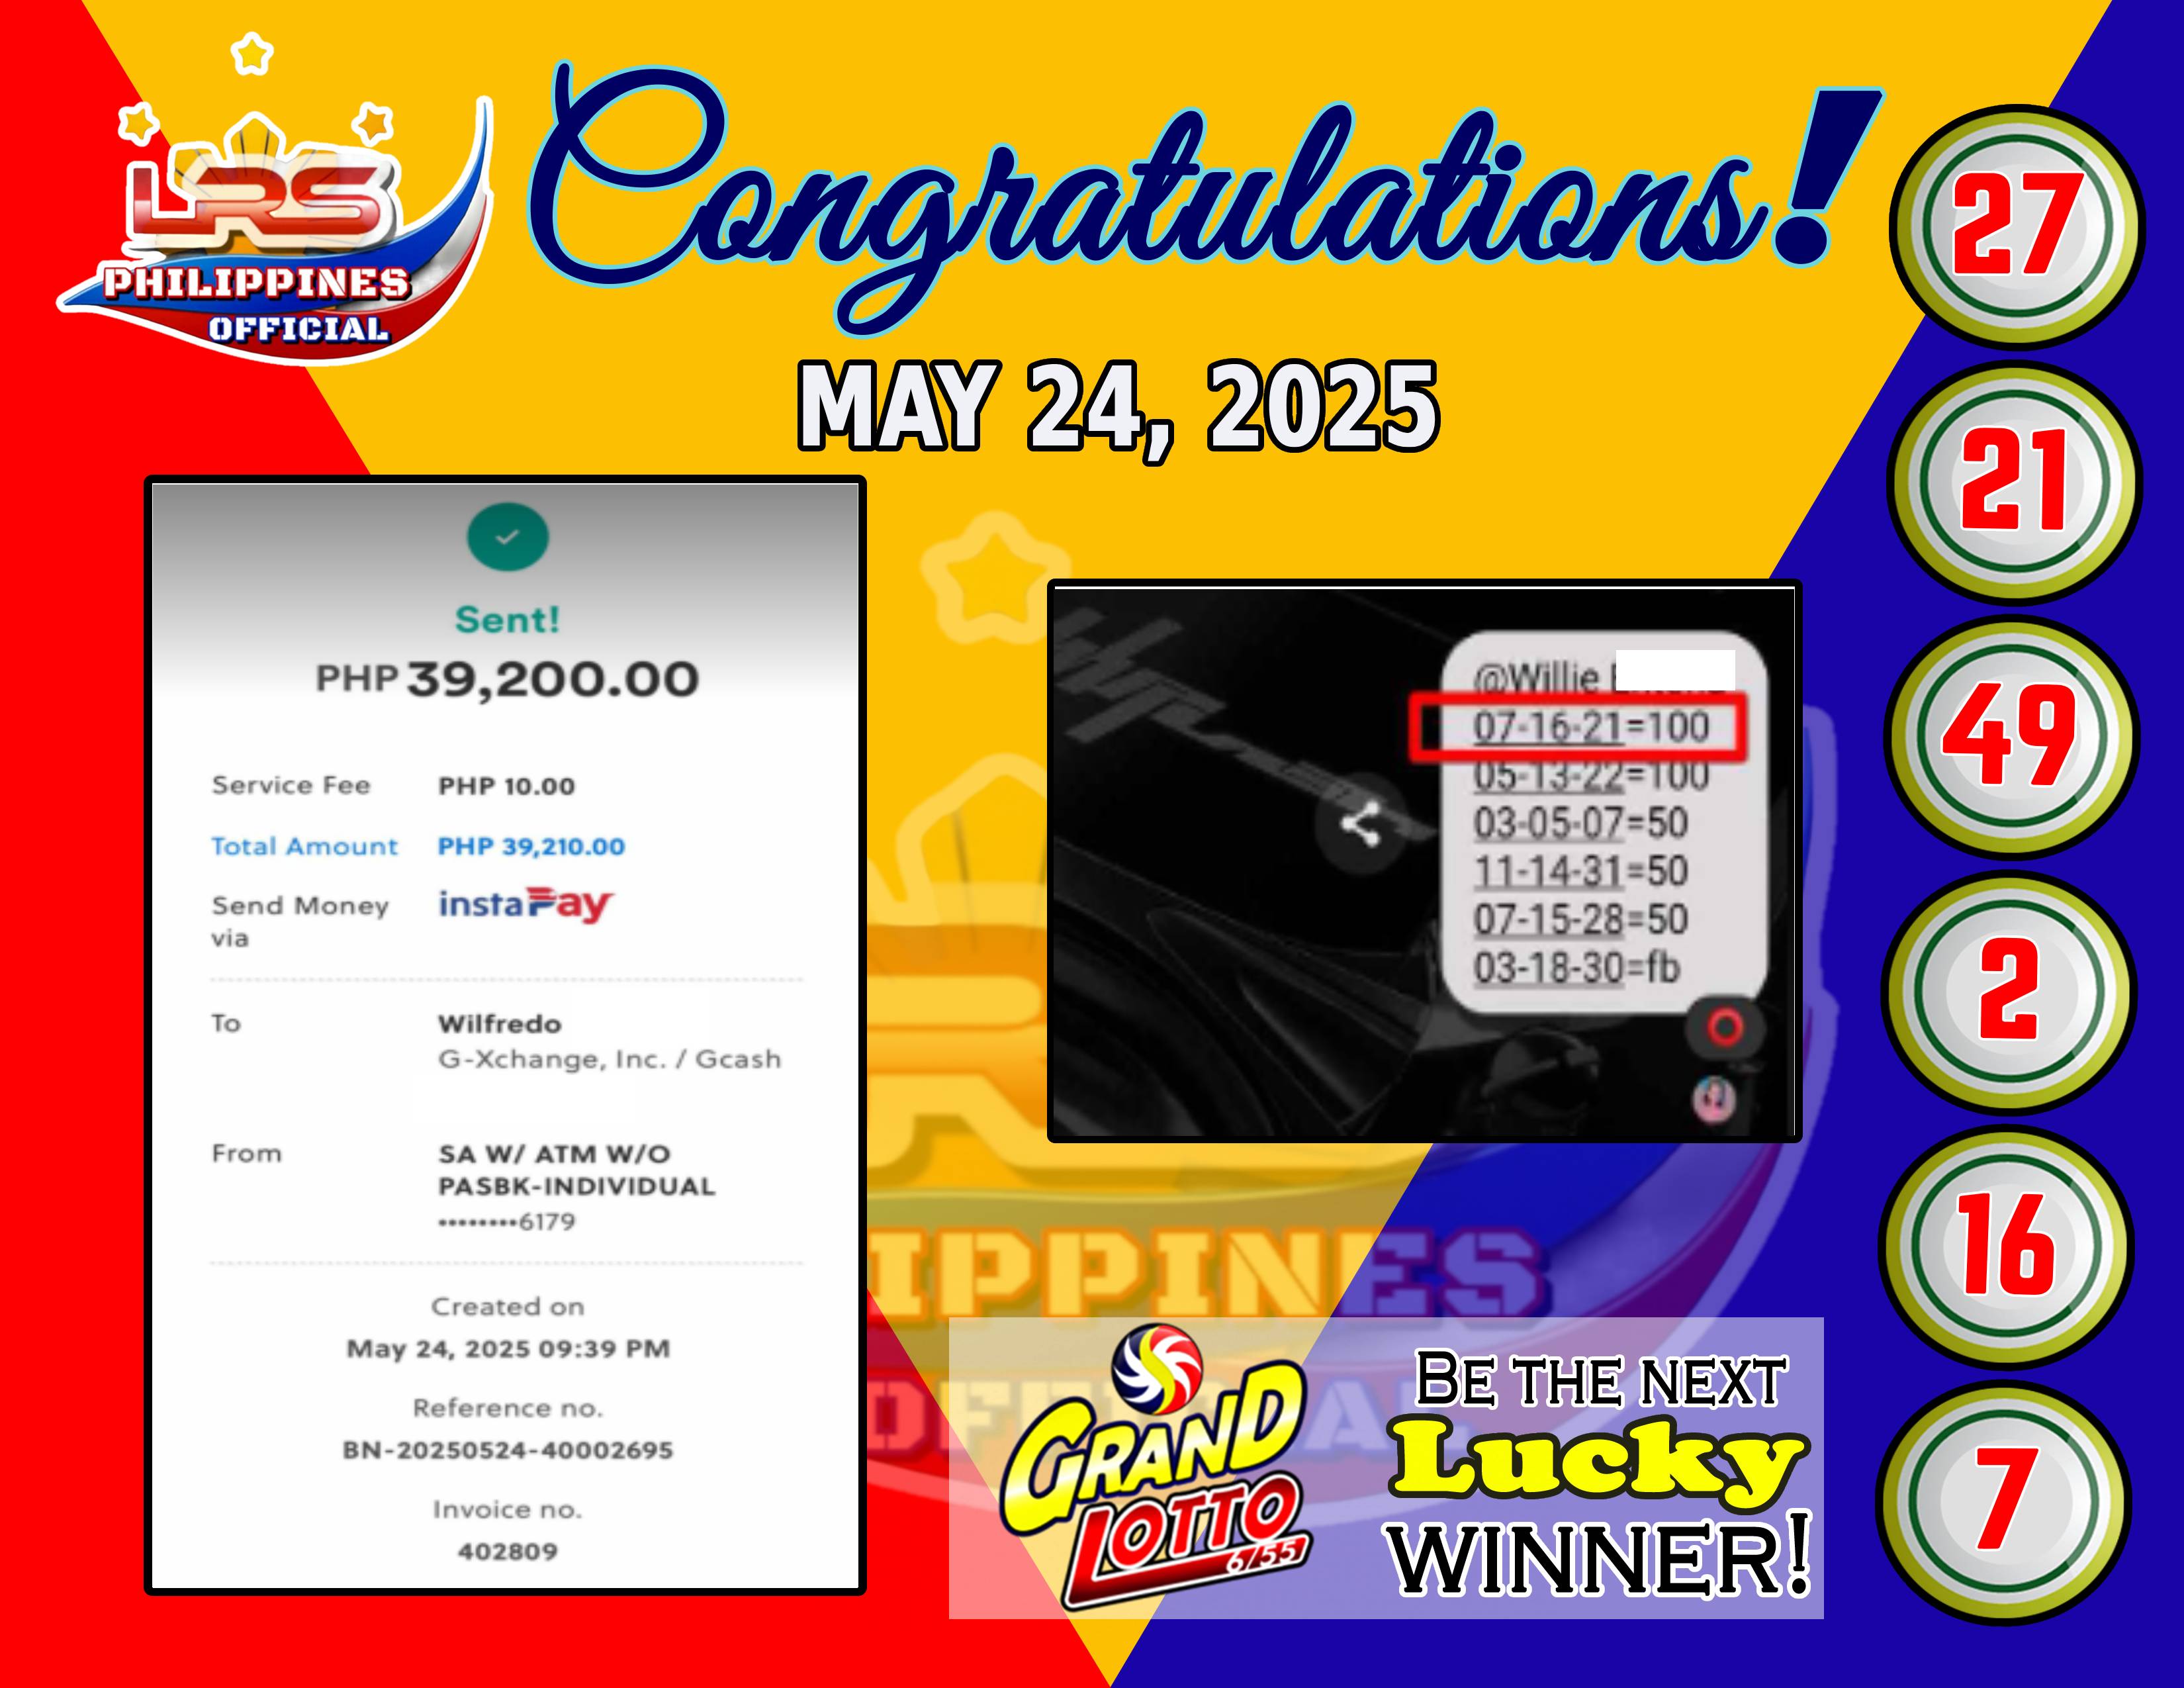 LRS
PHILIPPINES
OFFICIAL
Congratulations!
MAY 24, 2025
Sent!
PHP 39,200.00
Service Fee PHP 10.00
Total Amount PHP 39,210.00
Send Money via instaPay
To Wilfredo
G-Xchange, Inc. / Gcash
From SA W/ ATM W/O
PASBK-INDIVIDUAL
••••••••6179
Created on
May 24, 2025 09:39 PM
Reference no.
BN-20250524-40002695
Invoice no.
402809
@Willie
07-16-21=100
05-13-22=100
03-05-07=50
11-14-31=50
07-15-28=50
03-18-30=fb
IPPINES
GRAND
LOTTO
6/55
BE THE NEXT
Lucky
WINNER!
27
21
49
2
16
7